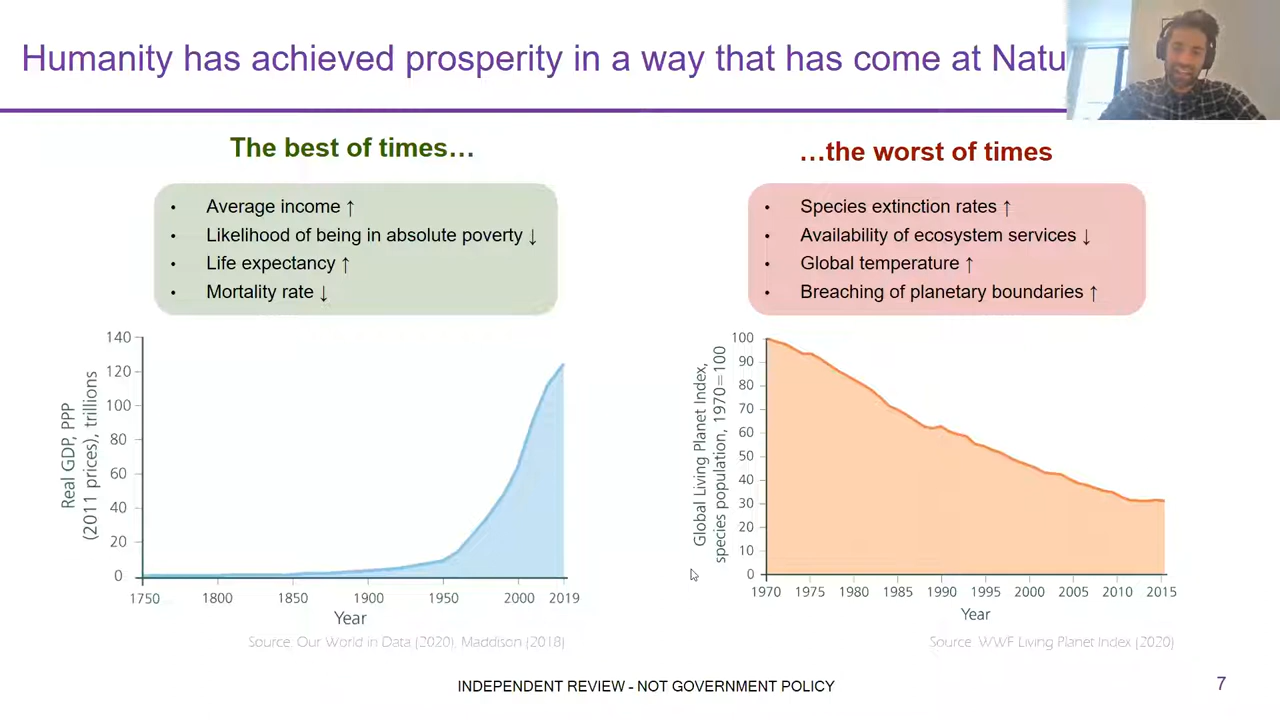 Humanity has achieved prosperity in a way that has come at Natu
The best of times…
• Average income ↑
• Likelihood of being in absolute poverty ↓
• Life expectancy ↑
• Mortality rate ↓
…the worst of times
• Species extinction rates ↑
• Availability of ecosystem services ↓
• Global temperature ↑
• Breaching of planetary boundaries ↑
Real GDP, PPP
(2011 prices), trillions
140
120
100
80
60
40
20
0
1750 1800 1850 1900 1950 2000 2019
Year
Source: Our World in Data (2020), Maddison (2018)
Global Living Planet Index,
species population, 1970=100
100
90
80
70
60
50
40
30
20
10
0
1970 1975 1980 1985 1990 1995 2000 2005 2010 2015
Year
Source: WWF Living Planet Index (2020)
INDEPENDENT REVIEW - NOT GOVERNMENT POLICY
7